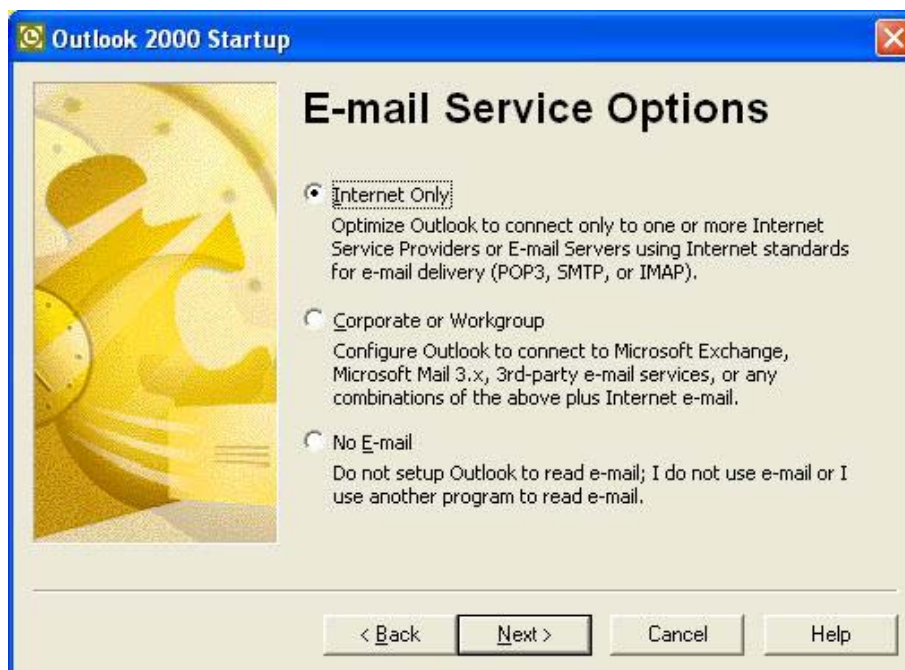 Outlook 2000 Startup
E-mail Service Options
Internet Only
Optimize Outlook to connect only to one or more Internet
Service Providers or E-mail Servers using Internet standards
for e-mail delivery (POP3, SMTP, or IMAP).
Corporate or Workgroup
Configure Outlook to connect to Microsoft Exchange,
Microsoft Mail 3.x, 3rd-party e-mail services, or any
combinations of the above plus Internet e-mail.
No E-mail
Do not setup Outlook to read e-mail; I do not use e-mail or I
use another program to read e-mail.
< Back Next > Cancel Help